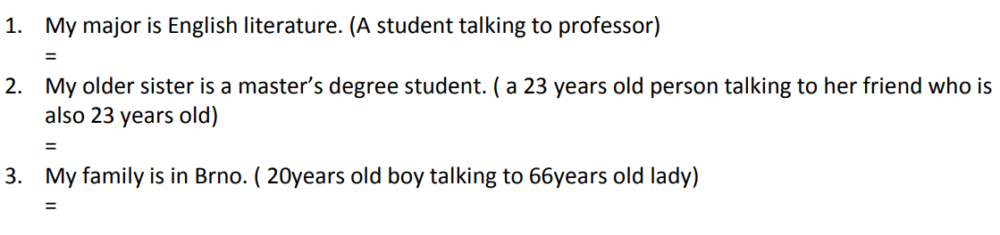 1. My major is English literature. (A student talking to professor)
=
2. My older sister is a master’s degree student. ( a 23 years old person talking to her friend who is
also 23 years old)
=
3. My family is in Brno. ( 20years old boy talking to 66years old lady)
=